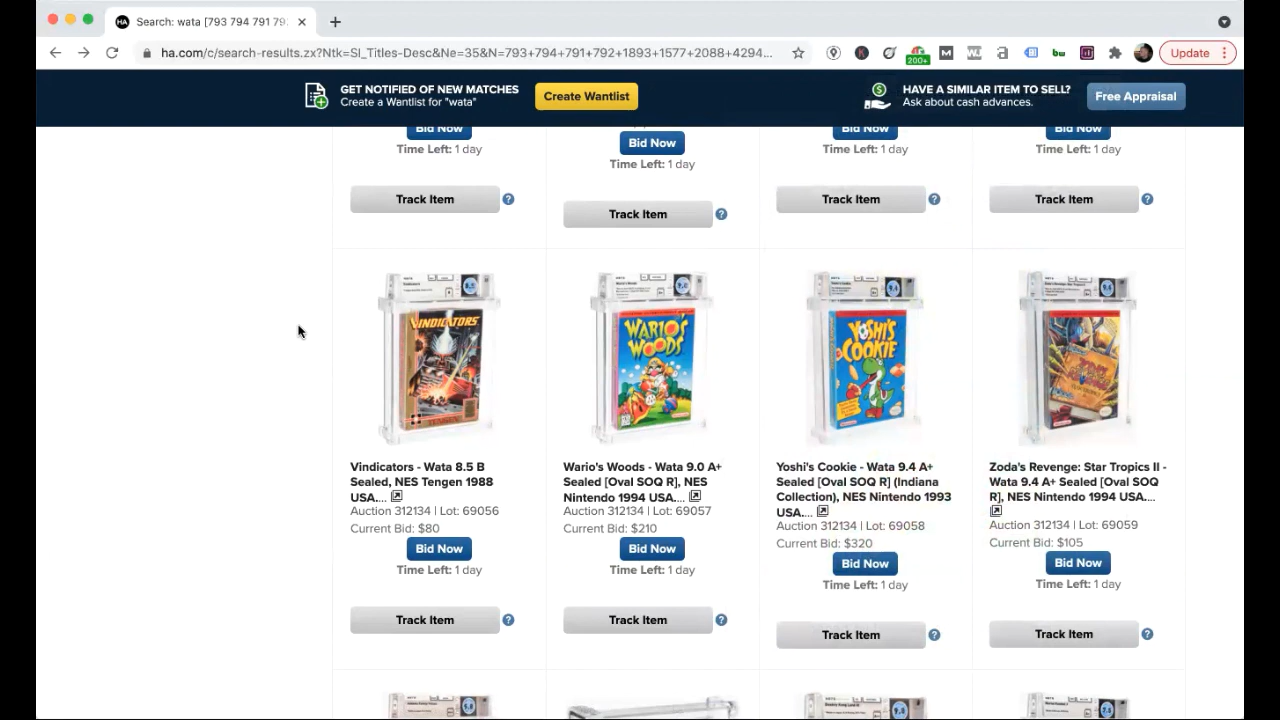 Search: wata [793 794 791 79
ha.com/c/search-results.zx?Ntk=SI_Titles-Desc&Ne=35&N=793+794+791+792+1893+1577+2088+4294...
200+
Update
GET NOTIFIED OF NEW MATCHES
Create a Wantlist for "wata"
Create Wantlist
HAVE A SIMILAR ITEM TO SELL?
Ask about cash advances.
Free Appraisal
Bid Now
Time Left: 1 day
Track Item
Bid Now
Time Left: 1 day
Track Item
Bid Now
Time Left: 1 day
Track Item
Bid Now
Time Left: 1 day
Track Item
VINDICATORS
TENGEN
Vindicators - Wata 8.5 B
Sealed, NES Tengen 1988
USA....
Auction 312134 | Lot: 69056
Current Bid: $80
Bid Now
Time Left: 1 day
Track Item
WARIO'S
WOODS
Wario's Woods - Wata 9.0 A+
Sealed [Oval SOQ R], NES
Nintendo 1994 USA....
Auction 312134 | Lot: 69057
Current Bid: $210
Bid Now
Time Left: 1 day
Track Item
YOSHI'S
COOKIE
Yoshi's Cookie - Wata 9.4 A+
Sealed [Oval SOQ R] (Indiana
Collection), NES Nintendo 1993
USA....
Auction 312134 | Lot: 69058
Current Bid: $320
Bid Now
Time Left: 1 day
Track Item
Zoda's Revenge: Star Tropics II -
Wata 9.4 A+ Sealed [Oval SOQ
R], NES Nintendo 1994 USA....
Auction 312134 | Lot: 69059
Current Bid: $105
Bid Now
Time Left: 1 day
Track Item